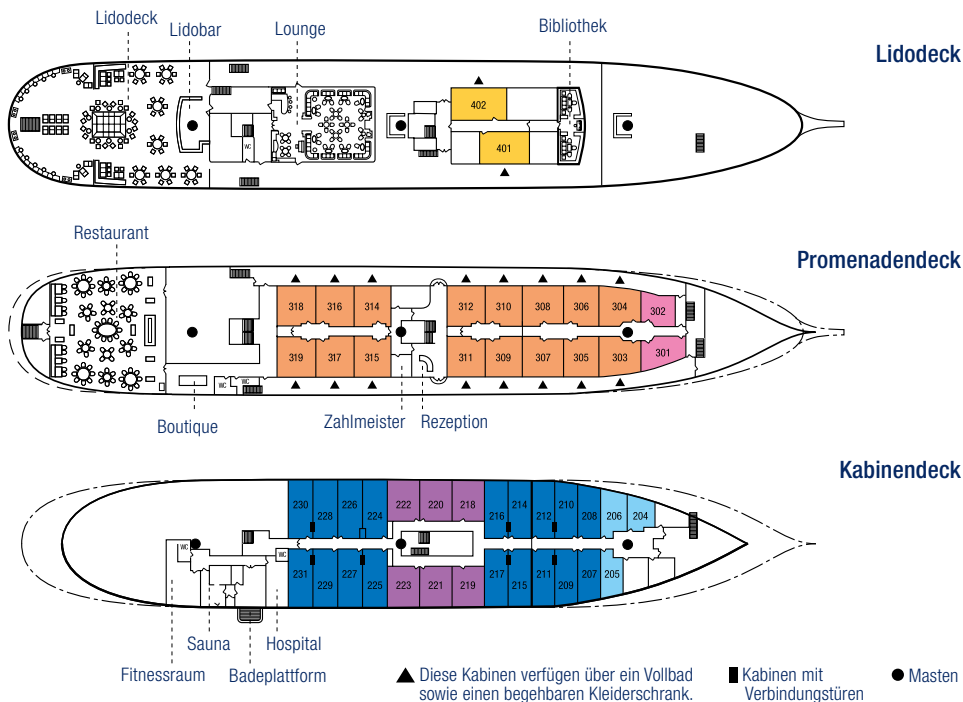 Lidodeck
Lidobar
Lounge
Bibliothek
Lidodeck
402
WC
401
Restaurant
Promenadendeck
318 316 314 312 310 308 306 304 302
319 317 315 311 309 307 305 303 301
WC WC
Boutique
Zahlmeister
Rezeption
Kabinendeck
230 228 226 224 222 220 218 216 214 212 210 208 206 204
WC WC
231 229 227 225 223 221 219 217 215 211 209 207 205
Sauna
Hospital
Fitnessraum
Badeplattform
Diese Kabinen verfügen über ein Vollbad
sowie einen begehbaren Kleiderschrank.
Kabinen mit
Verbindungstüren
Masten